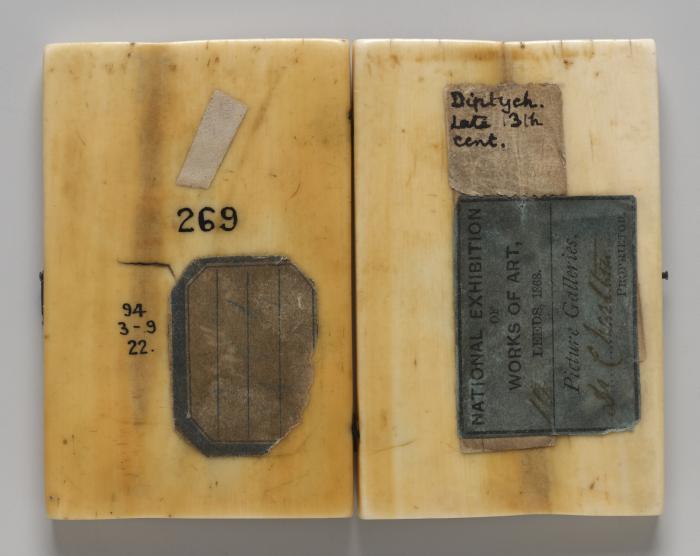 269
94
3-9
22.
Diptych.
Late 13th
cent.
NATIONAL EXHIBITION
OF
WORKS OF ART,
LEEDS, 1868.
Picture Galleries.
PROPRIETOR.